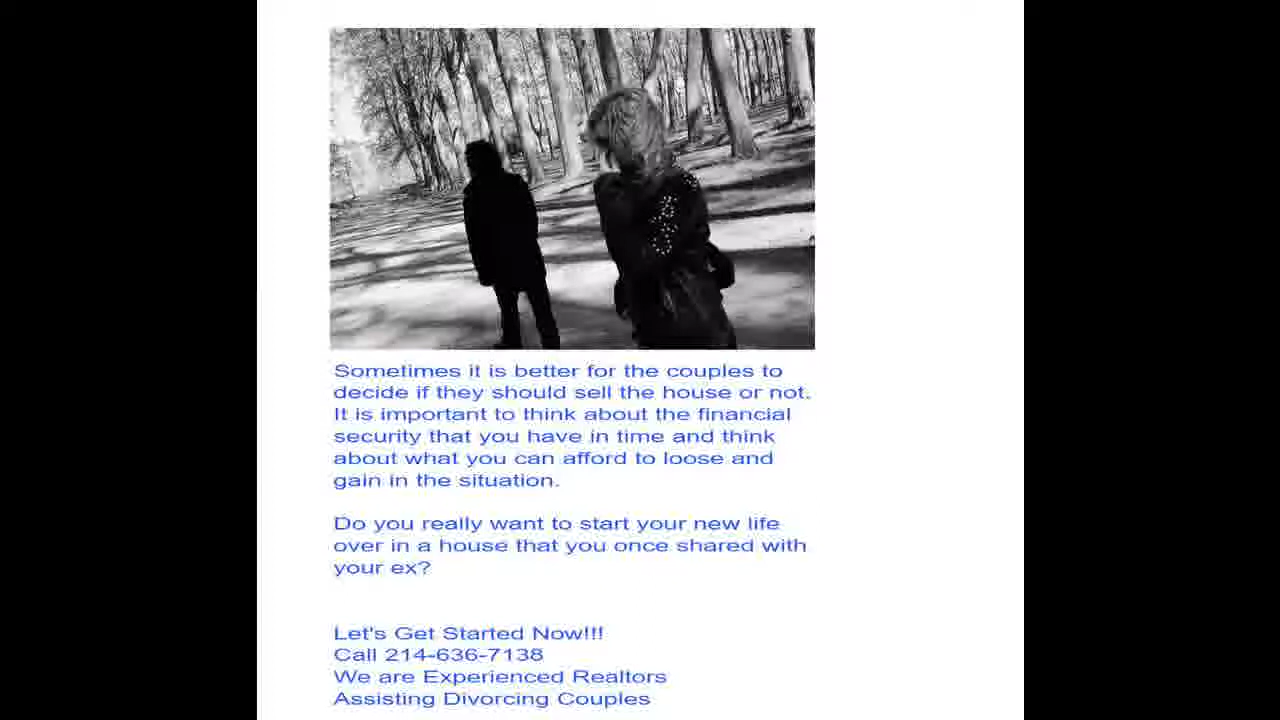 Sometimes it is better for the couples to
decide if they should sell the house or not.
It is important to think about the financial
security that you have in time and think
about what you can afford to loose and
gain in the situation.
Do you really want to start your new life
over in a house that you once shared with
your ex?
Let's Get Started Now!!!
Call 214-636-7138
We are Experienced Realtors
Assisting Divorcing Couples